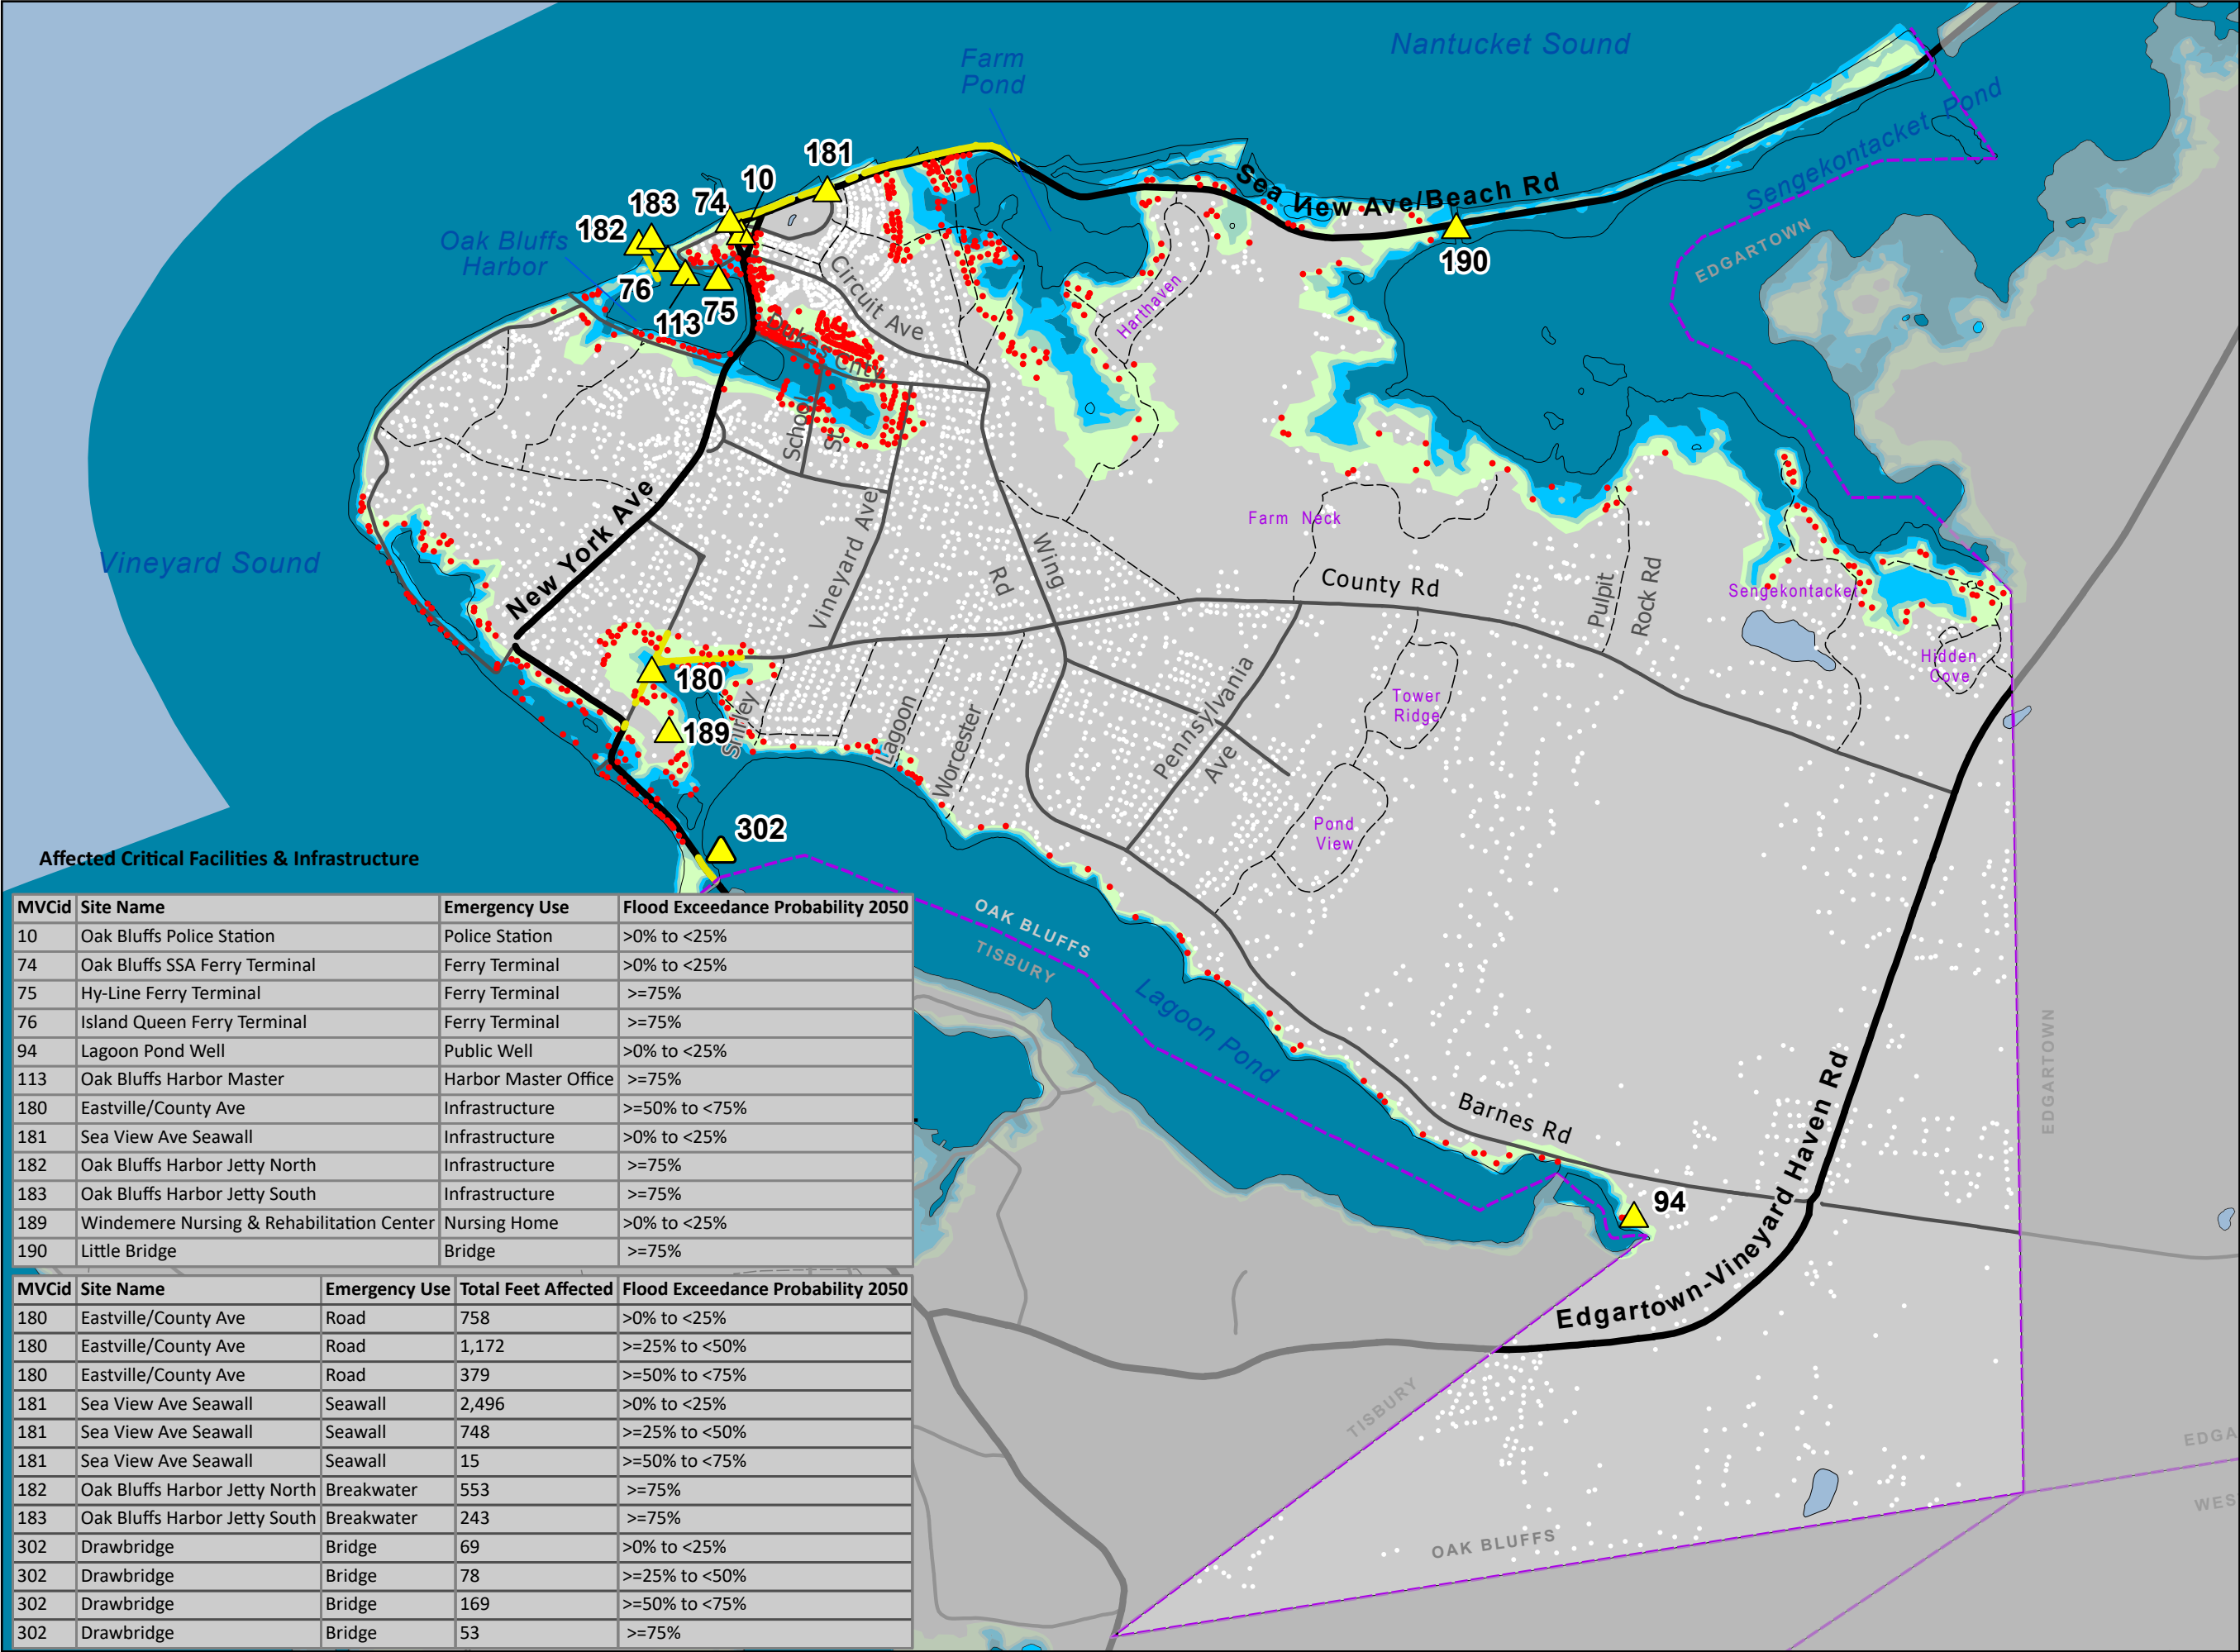 Nantucket Sound
Farm
Pond
Sengekontacket Pond
181
10
74
183
182
Sea View Ave/Beach Rd
190
Oak Bluffs
Harbor
EDGARTOWN
76
113
75
Circuit Ave
Harthaven
Dukes Cnty
School
St
Vineyard Sound
New York Ave
Vineyard Ave
Wing
Rd
Farm Neck
County Rd
Pulpit
Rock Rd
Sengekontacket
Hidden
Cove
180
189
Shirley
Lagoon
Worcester
Pennsylvania
Ave
Tower
Ridge
Pond
View
302
OAK BLUFFS
TISBURY
Lagoon Pond
Barnes Rd
94
Edgartown-Vineyard Haven Rd
EDGARTOWN
TISBURY
OAK BLUFFS
EDGA
WES
Affected Critical Facilities & Infrastructure
MVCid Site Name Emergency Use Flood Exceedance Probability 2050
10 Oak Bluffs Police Station Police Station >0% to <25%
74 Oak Bluffs SSA Ferry Terminal Ferry Terminal >0% to <25%
75 Hy-Line Ferry Terminal Ferry Terminal >=75%
76 Island Queen Ferry Terminal Ferry Terminal >=75%
94 Lagoon Pond Well Public Well >0% to <25%
113 Oak Bluffs Harbor Master Harbor Master Office >=75%
180 Eastville/County Ave Infrastructure >=50% to <75%
181 Sea View Ave Seawall Infrastructure >0% to <25%
182 Oak Bluffs Harbor Jetty North Infrastructure >=75%
183 Oak Bluffs Harbor Jetty South Infrastructure >=75%
189 Windemere Nursing & Rehabilitation Center Nursing Home >0% to <25%
190 Little Bridge Bridge >=75%
MVCid Site Name Emergency Use Total Feet Affected Flood Exceedance Probability 2050
180 Eastville/County Ave Road 758 >0% to <25%
180 Eastville/County Ave Road 1,172 >=25% to <50%
180 Eastville/County Ave Road 379 >=50% to <75%
181 Sea View Ave Seawall Seawall 2,496 >0% to <25%
181 Sea View Ave Seawall Seawall 748 >=25% to <50%
181 Sea View Ave Seawall Seawall 15 >=50% to <75%
182 Oak Bluffs Harbor Jetty North Breakwater 553 >=75%
183 Oak Bluffs Harbor Jetty South Breakwater 243 >=75%
302 Drawbridge Bridge 69 >0% to <25%
302 Drawbridge Bridge 78 >=25% to <50%
302 Drawbridge Bridge 169 >=50% to <75%
302 Drawbridge Bridge 53 >=75%